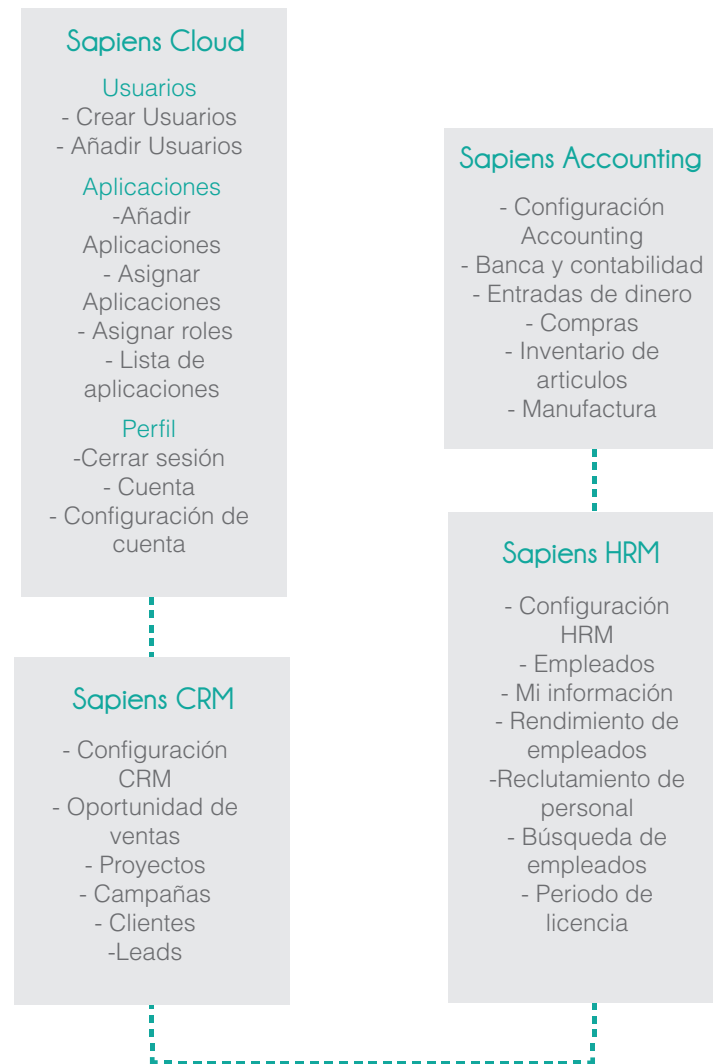 Sapiens Cloud
Usuarios
- Crear Usuarios
- Añadir Usuarios
Aplicaciones
-Añadir
Aplicaciones
- Asignar
Aplicaciones
- Asignar roles
- Lista de
aplicaciones
Perfil
-Cerrar sesión
- Cuenta
- Configuración de
cuenta
Sapiens CRM
- Configuración
CRM
- Oportunidad de
ventas
- Proyectos
- Campañas
- Clientes
-Leads
Sapiens Accounting
- Configuración
Accounting
- Banca y contabilidad
- Entradas de dinero
- Compras
- Inventario de
articulos
- Manufactura
Sapiens HRM
- Configuración
HRM
- Empleados
- Mi información
- Rendimiento de
empleados
-Reclutamiento de
personal
- Búsqueda de
empleados
- Periodo de
licencia